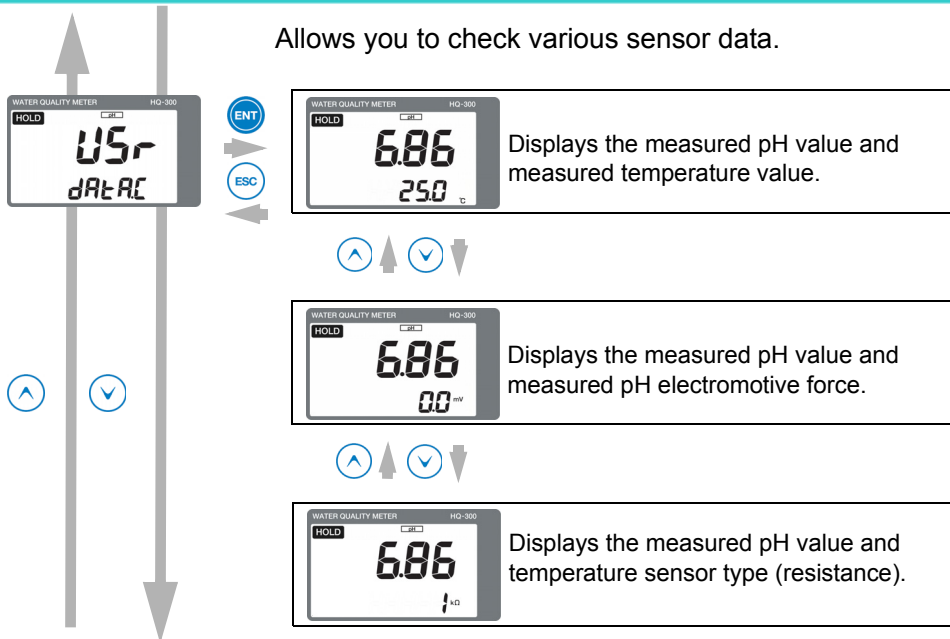 Allows you to check various sensor data.
WATER QUALITY METER HQ-300
HOLD pH
USr
dAtA.C
ENT
ESC
WATER QUALITY METER HQ-300
HOLD pH
6.86
25.0 ℃
Displays the measured pH value and
measured temperature value.
WATER QUALITY METER HQ-300
HOLD pH
6.86
0.0 mV
Displays the measured pH value and
measured pH electromotive force.
WATER QUALITY METER HQ-300
HOLD pH
6.86
1 kΩ
Displays the measured pH value and
temperature sensor type (resistance).